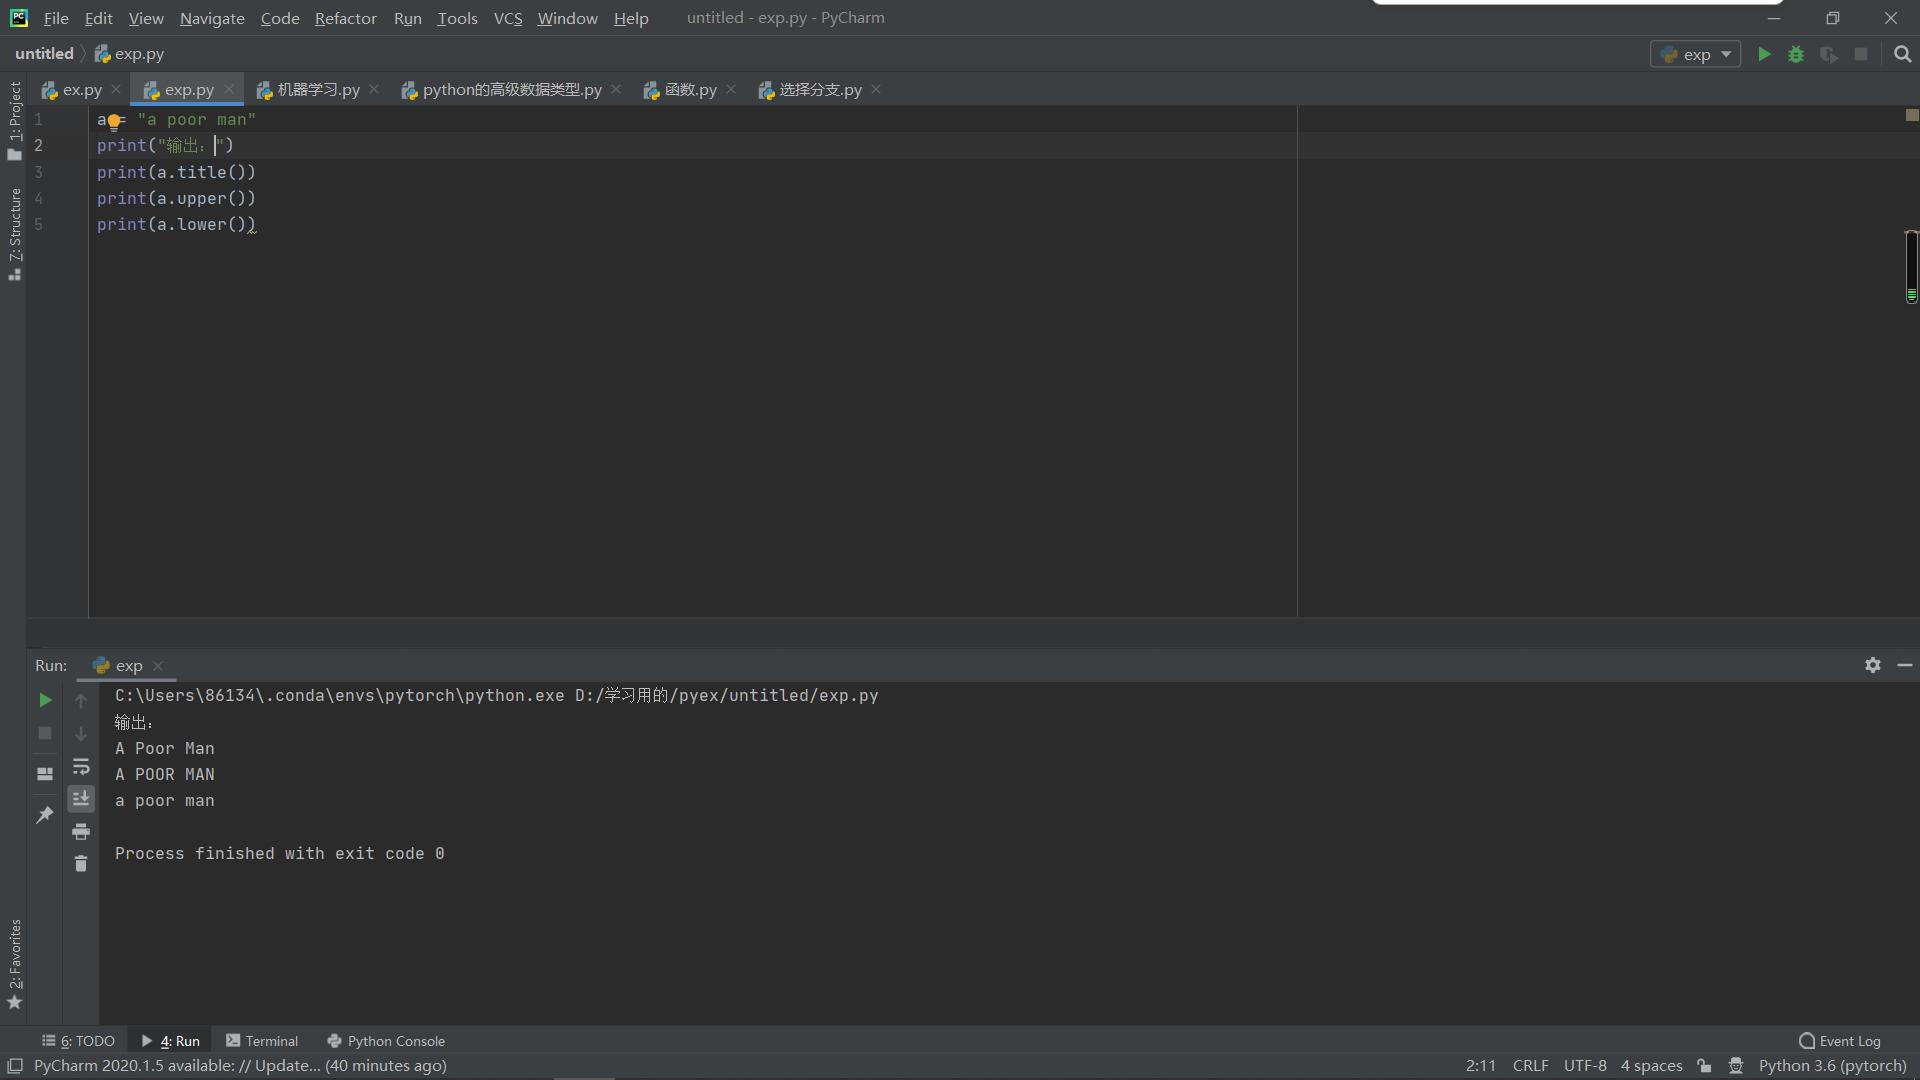 File Edit View Navigate Code Refactor Run Tools VCS Window Help untitled - exp.py - PyCharm
untitled exp.py exp
ex.py exp.py 机器学习.py python的高级数据类型.py 函数.py 选择分支.py
1: Project
7: Structure
1 a = "a poor man"
2 print("输出：")
3 print(a.title())
4 print(a.upper())
5 print(a.lower())
Run: exp
C:\Users\86134\.conda\envs\pytorch\python.exe D:/学习用的/pyex/untitled/exp.py
输出：
A Poor Man
A POOR MAN
a poor man
Process finished with exit code 0
2: Favorites
6: TODO 4: Run Terminal Python Console Event Log
PyCharm 2020.1.5 available: // Update... (40 minutes ago) 2:11 CRLF UTF-8 4 spaces Python 3.6 (pytorch)